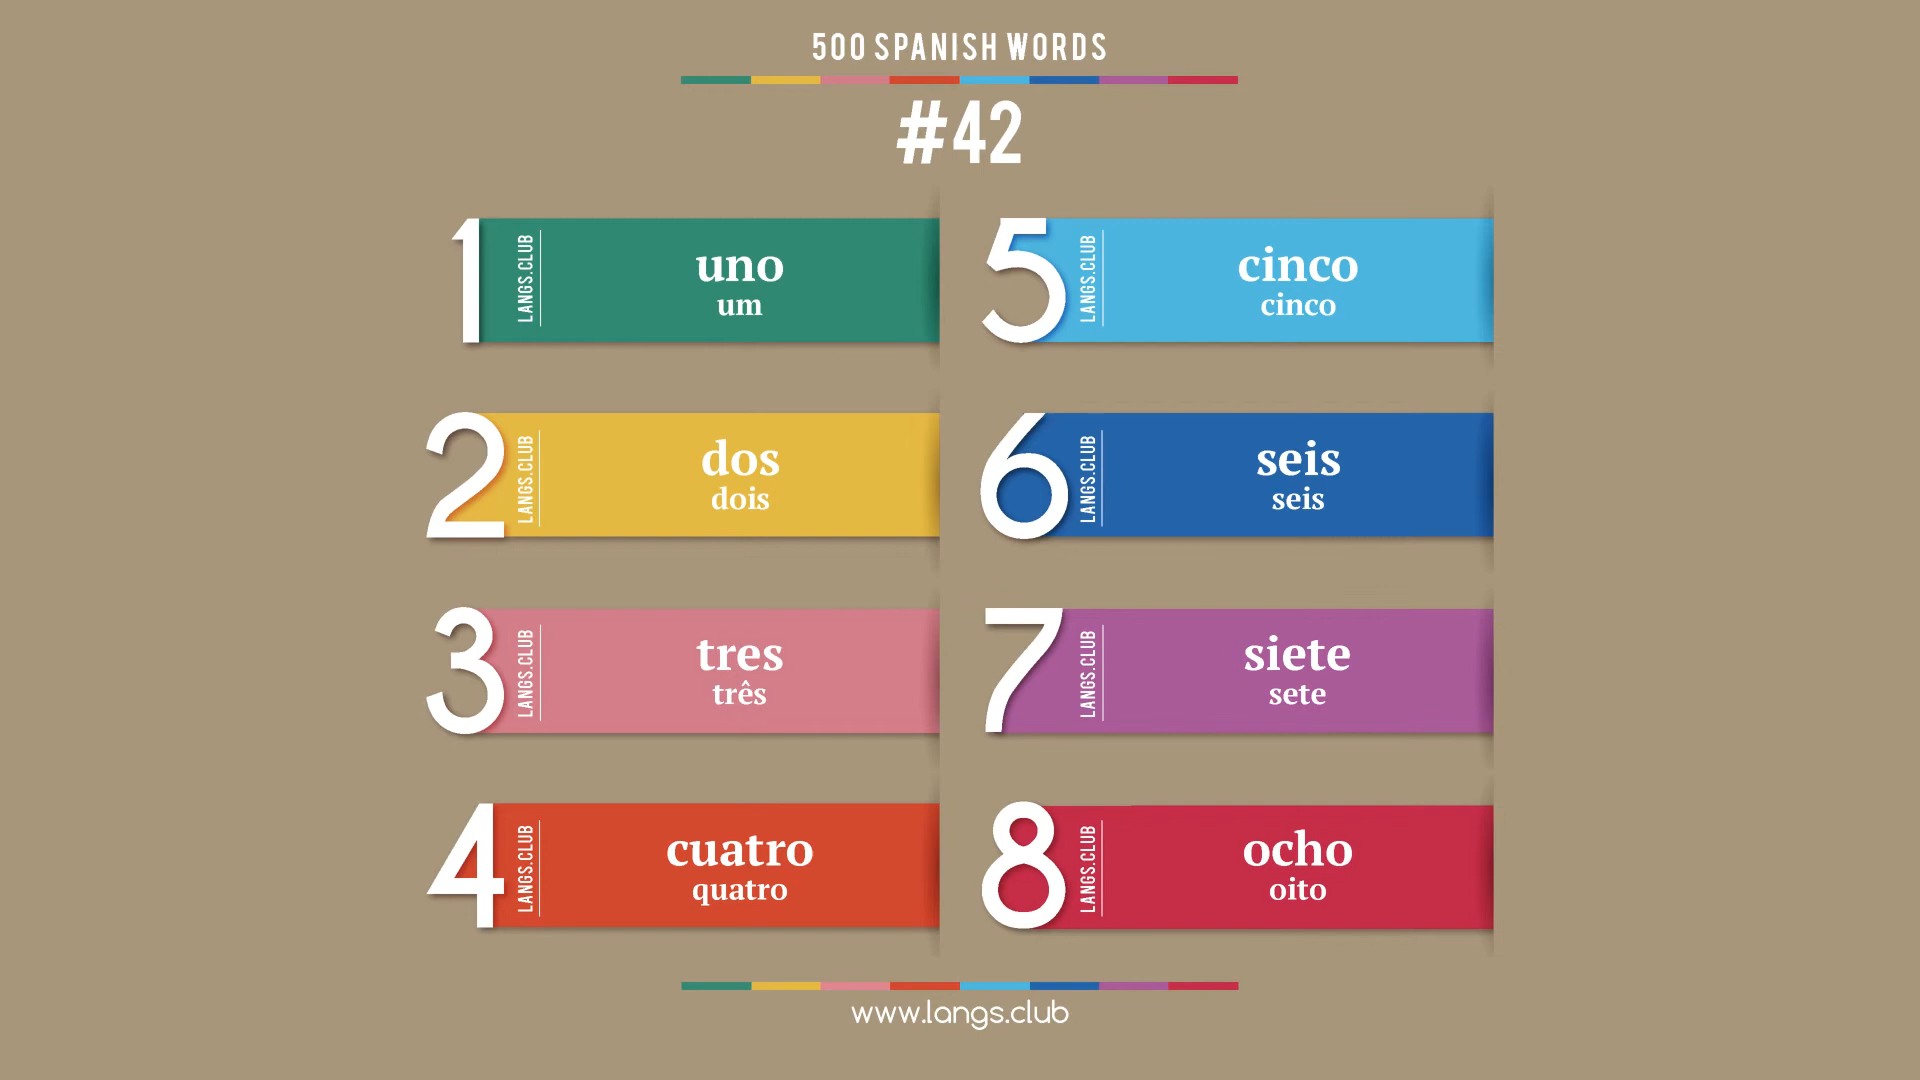 500 SPANISH WORDS
#42
1
LANGS.CLUB
uno
um
2
LANGS.CLUB
dos
dois
3
LANGS.CLUB
tres
três
4
LANGS.CLUB
cuatro
quatro
5
LANGS.CLUB
cinco
cinco
6
LANGS.CLUB
seis
seis
7
LANGS.CLUB
siete
sete
8
LANGS.CLUB
ocho
oito
www.langs.club